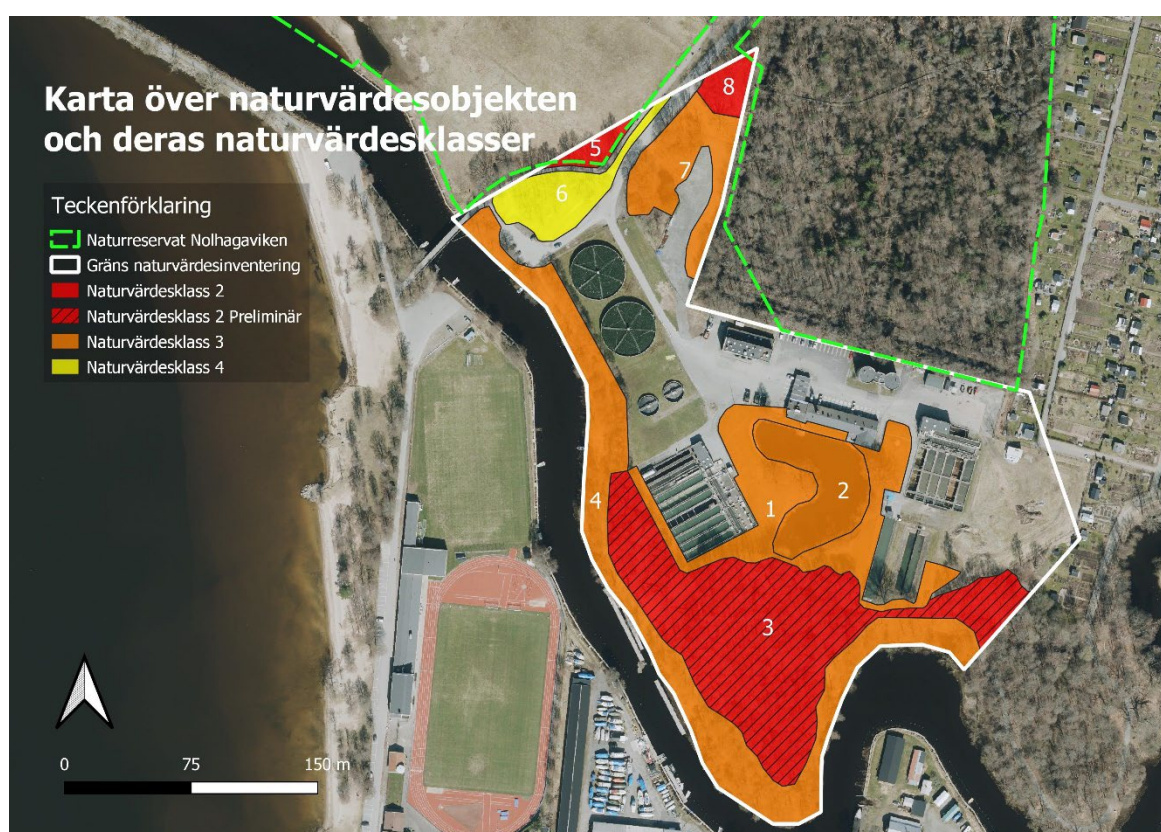 Karta över naturvärdesobjekten
och deras naturvärdesklasser
Teckenförklaring
Naturreservat Nolhagaviken
Gräns naturvärdesinventering
Naturvärdesklass 2
Naturvärdesklass 2 Preliminär
Naturvärdesklass 3
Naturvärdesklass 4
8
5
7
6
2
4
1
3
0 75 150 m